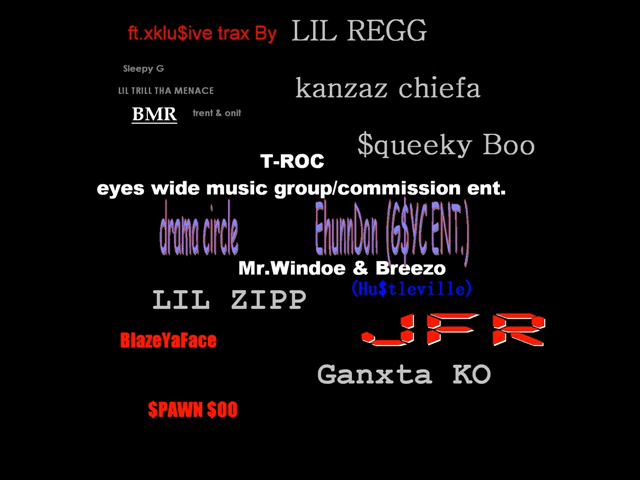 ft.xklu$ive trax By LIL REGG
Sleepy G
LIL TRILL THA MENACE
kanzaz chiefa
BMR trent & onit
$queeky Boo
T-ROC
eyes wide music group/commission ent.
drama circle EhunnDon (G$YC ENT.)
Mr.Windoe & Breezo
(Hu$tleville)
LIL ZIPP
JFR
BlazeYaFace
Ganxta KO
$PAWN $OO